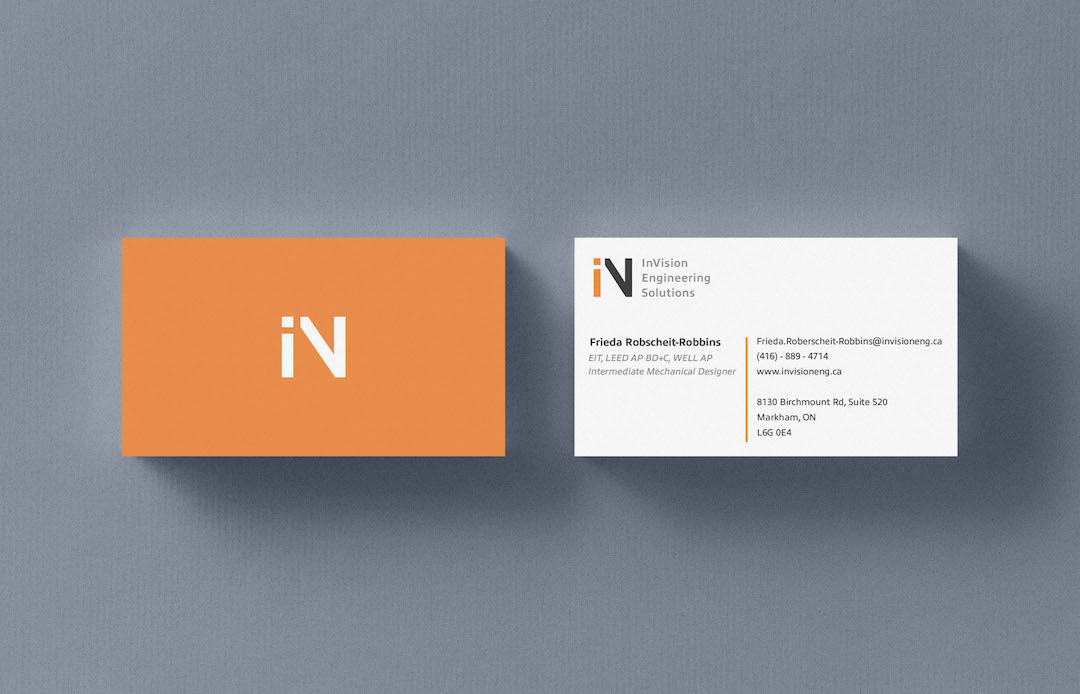 iN
iN
InVision
Engineering
Solutions
Frieda Robscheit-Robbins
EIT, LEED AP BD+C, WELL AP
Intermediate Mechanical Designer
Frieda.Roberscheit-Robbins@invisioneng.ca
(416) - 889 - 4714
www.invisioneng.ca
8130 Birchmount Rd, Suite 520
Markham, ON
L6G 0E4